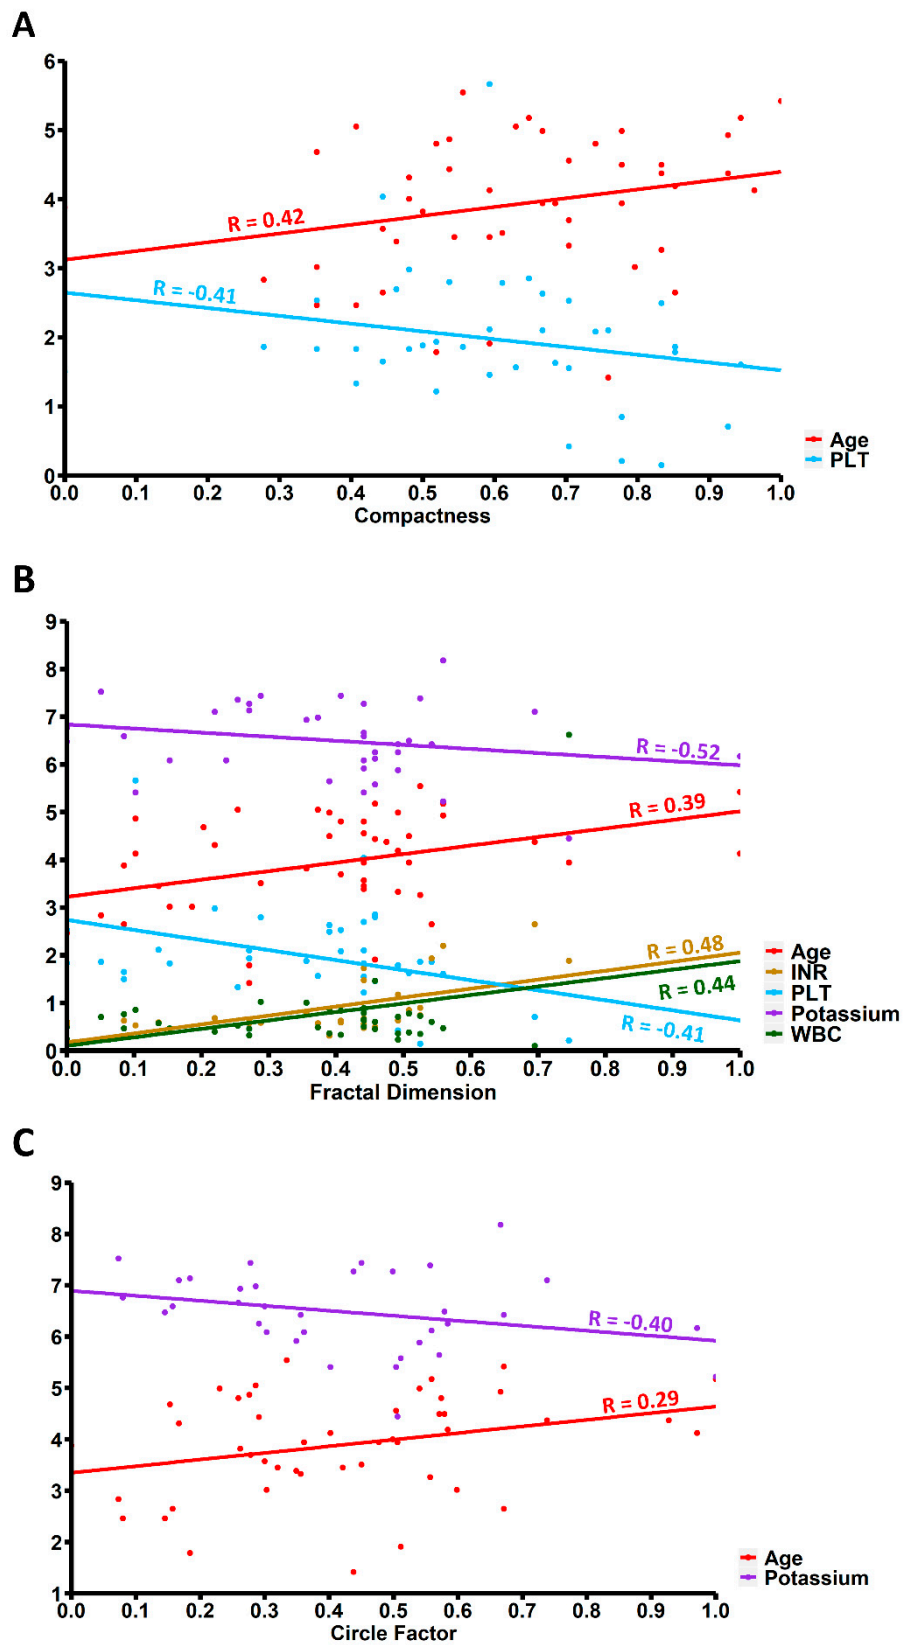 A
6
5
4
3
2
1
0
R = 0.42
R = -0.41
0.0 0.1 0.2 0.3 0.4 0.5 0.6 0.7 0.8 0.9 1.0
Compactness
Age
PLT
B
9
8
7
6
5
4
3
2
1
0
R = -0.52
R = 0.39
R = 0.48
R = 0.44
R = -0.41
0.0 0.1 0.2 0.3 0.4 0.5 0.6 0.7 0.8 0.9 1.0
Fractal Dimension
Age
INR
PLT
Potassium
WBC
C
9
8
7
6
5
4
3
2
1
R = -0.40
R = 0.29
0.0 0.1 0.2 0.3 0.4 0.5 0.6 0.7 0.8 0.9 1.0
Circle Factor
Age
Potassium